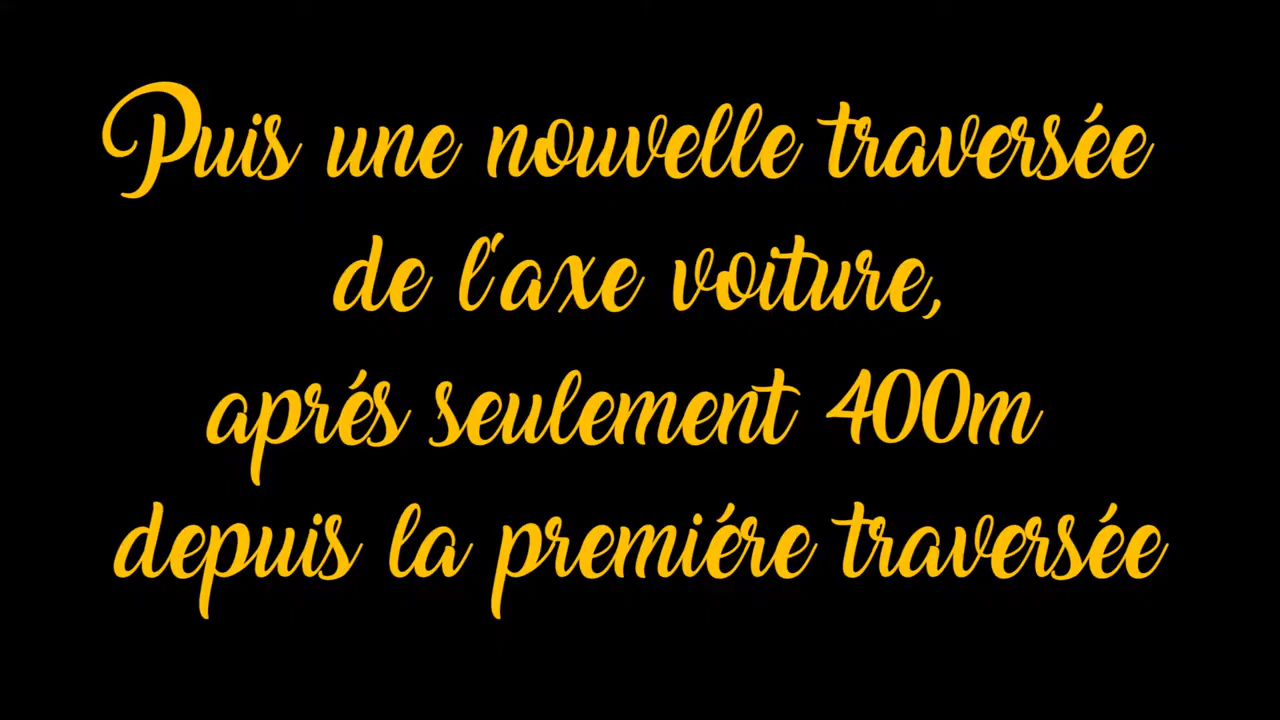 Puis une nouvelle traversée
de l'axe voiture,
aprés seulement 400m
depuis la premiére traversée